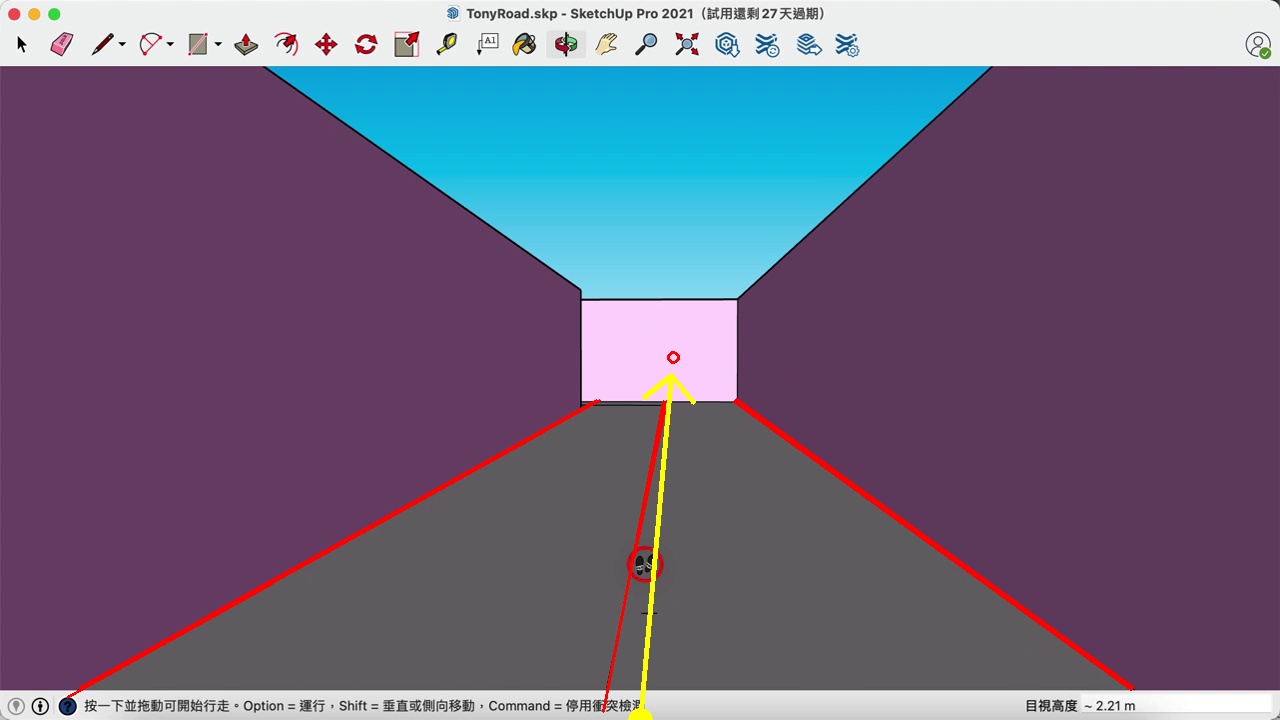 TonyRoad.skp - SketchUp Pro 2021（試用還剩 27 天過期）
A1
按一下並拖動可開始行走。Option = 運行，Shift = 垂直或側向移動，Command = 停用衝突檢測
目視高度 ~ 2.21 m